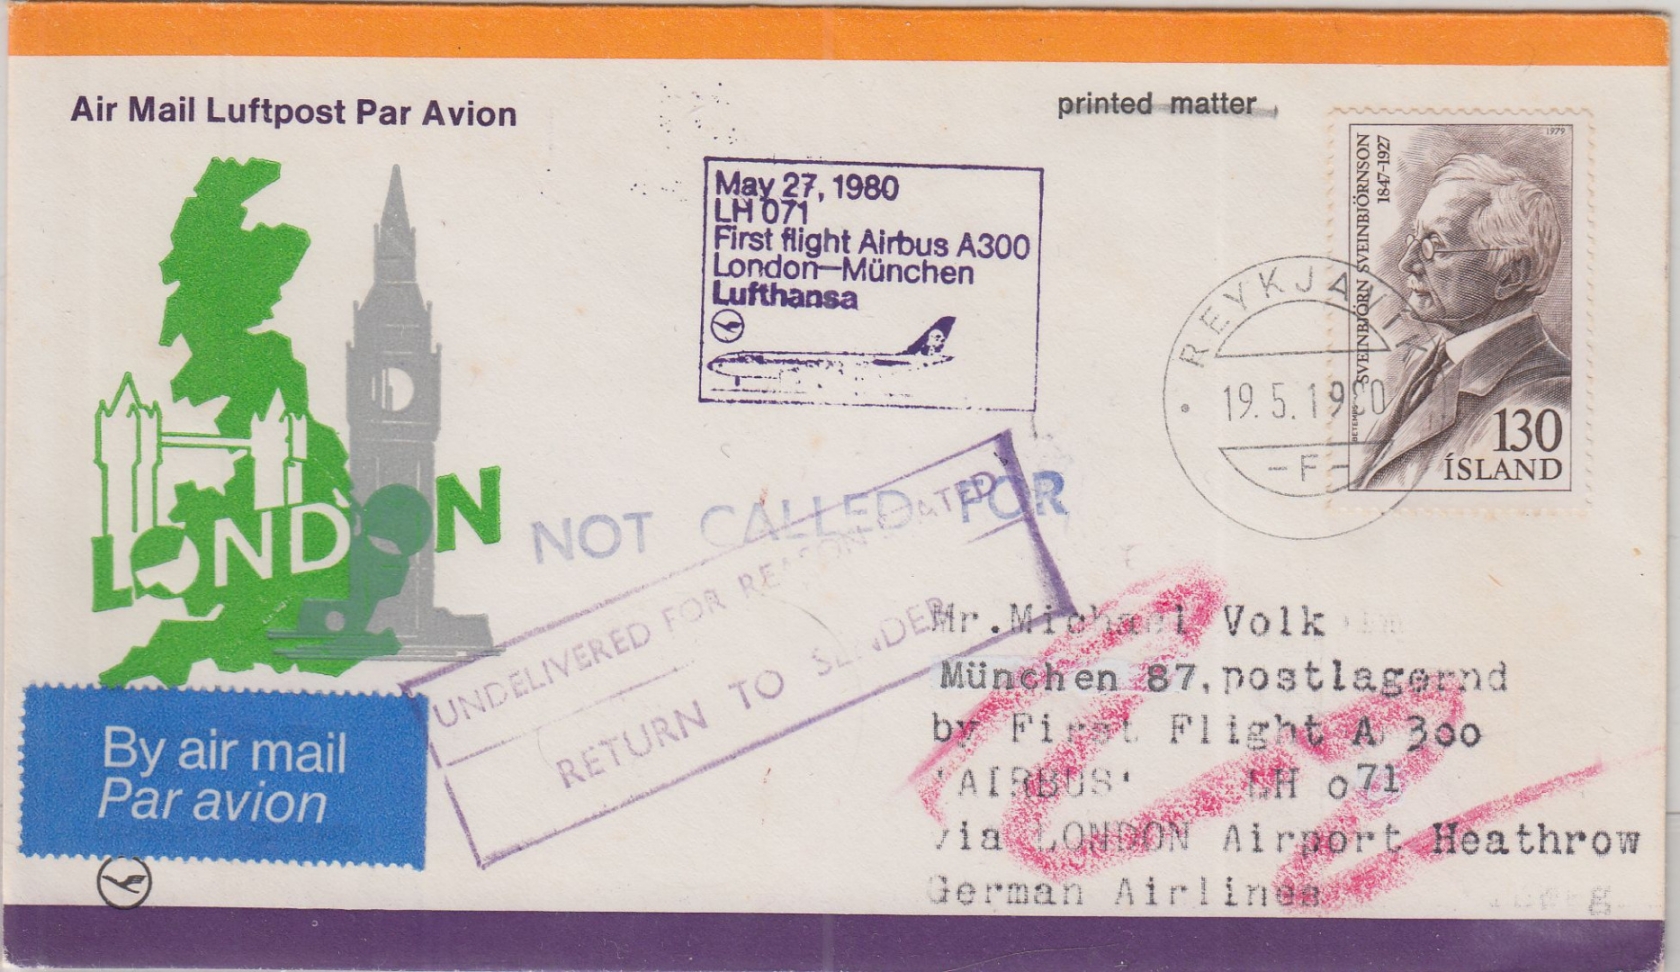 Air Mail Luftpost Par Avion
printed matter
May 27, 1980
LH 071
First flight Airbus A300
London—München
Lufthansa
1979
SVEINBJÖRN SVEINBJÖRNSON
1847-1927
130
ÍSLAND
REYKJAVIK
19.5.1980
-F-
LONDON
NOT CALLED FOR
UNDELIVERED FOR REASON STATED
RETURN TO SENDER
Mr.Michael Volk
München 87,postlagernd
by First Flight A 300
'AIRBUS' LH 071
via LONDON Airport Heathrow
German Airlines
By air mail
Par avion